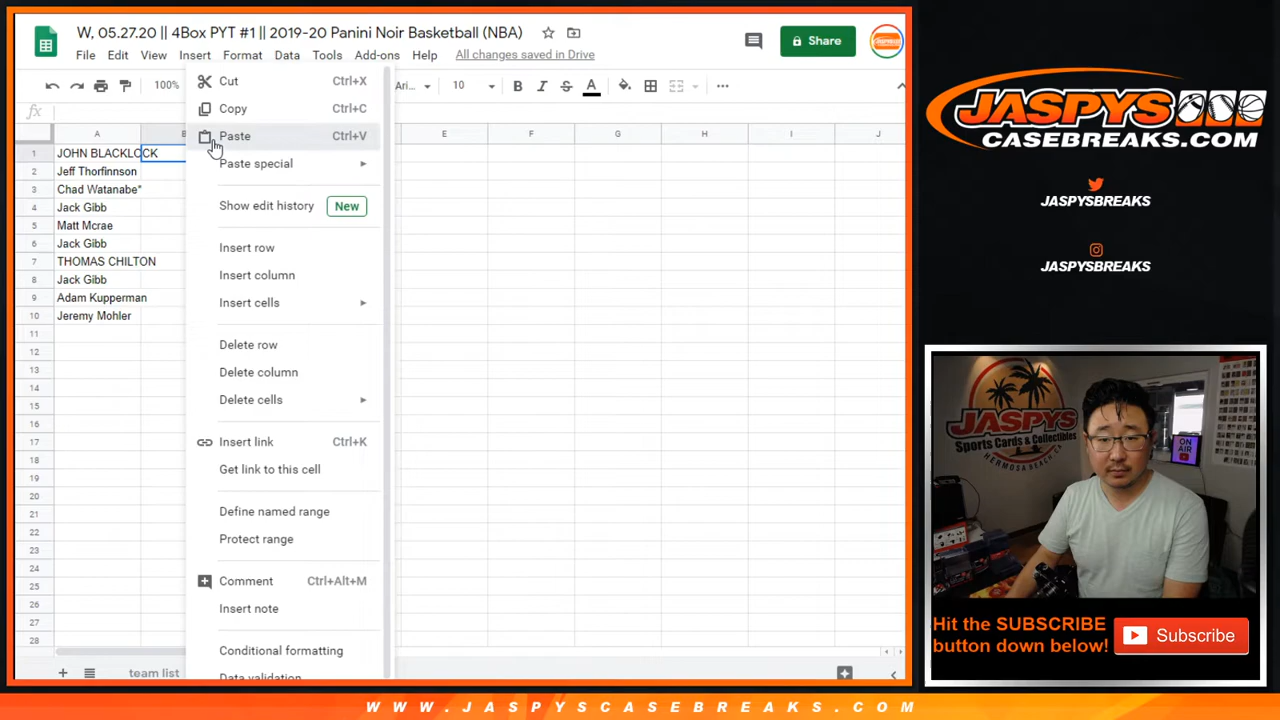 W, 05.27.20 || 4Box PYT #1 || 2019-20 Panini Noir Basketball (NBA)
File Edit View Insert Format Data Tools Add-ons Help All changes saved in Drive
Share
100% Ari... 10 B I S A
fx
A B E F G H I J
1 JOHN BLACKLOCK
2 Jeff Thorfinnson
3 Chad Watanabe*
4 Jack Gibb
5 Matt Mcrae
6 Jack Gibb
7 THOMAS CHILTON
8 Jack Gibb
9 Adam Kupperman
10 Jeremy Mohler
11
12
13
14
15
16
17
18
19
20
21
22
23
24
25
26
27
28
Cut Ctrl+X
Copy Ctrl+C
Paste Ctrl+V
Paste special
Show edit history New
Insert row
Insert column
Insert cells
Delete row
Delete column
Delete cells
Insert link Ctrl+K
Get link to this cell
Define named range
Protect range
Comment Ctrl+Alt+M
Insert note
Conditional formatting
Data validation
team list
JASPYS
CASEBREAKS.COM
JASPYSBREAKS
JASPYSBREAKS
JASPYS
Sports Cards & Collectibles
HERMOSA BEACH, CA
ON AIR
Hit the SUBSCRIBE
button down below!
Subscribe
WWW.JASPYSCASEBREAKS.COM